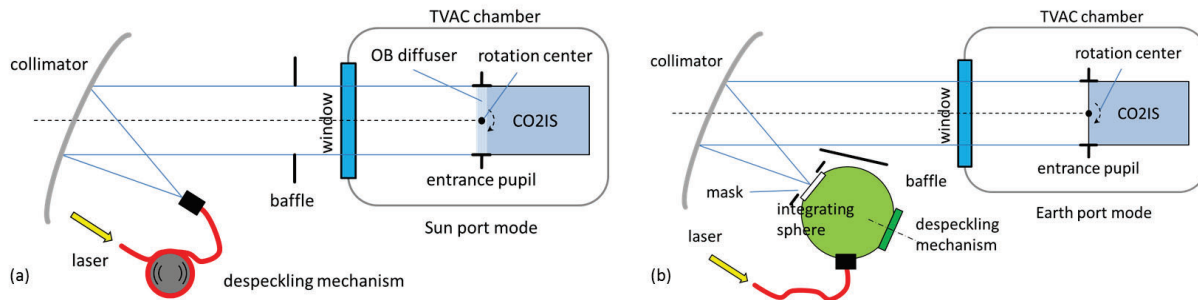 TVAC chamber
collimator
OB diffuser
rotation center
window
CO2IS
entrance pupil
baffle
Sun port mode
laser
despeckling mechanism
(a)
TVAC chamber
collimator
rotation center
window
CO2IS
entrance pupil
baffle
mask
integrating
sphere
Earth port mode
despeckling
mechanism
laser
(b)